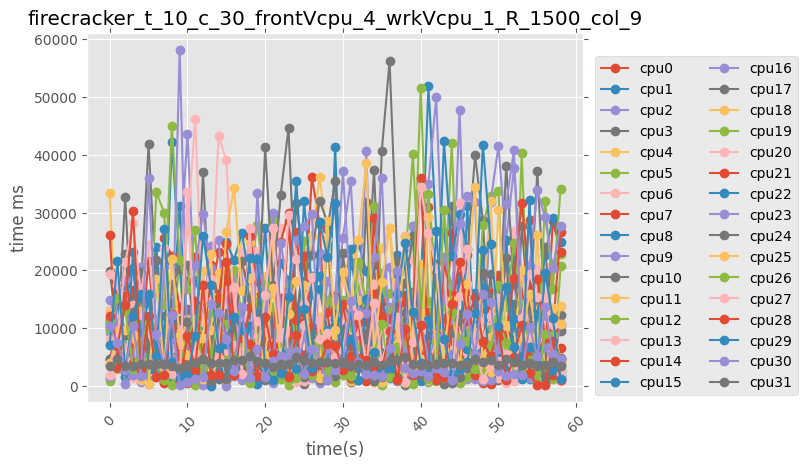 firecracker_t_10_c_30_frontVcpu_4_wrkVcpu_1_R_1500_col_9
60000
50000
40000
30000
20000
10000
0
time ms
0
10
20
30
40
50
60
time(s)
cpu0
cpu1
cpu2
cpu3
cpu4
cpu5
cpu6
cpu7
cpu8
cpu9
cpu10
cpu11
cpu12
cpu13
cpu14
cpu15
cpu16
cpu17
cpu18
cpu19
cpu20
cpu21
cpu22
cpu23
cpu24
cpu25
cpu26
cpu27
cpu28
cpu29
cpu30
cpu31